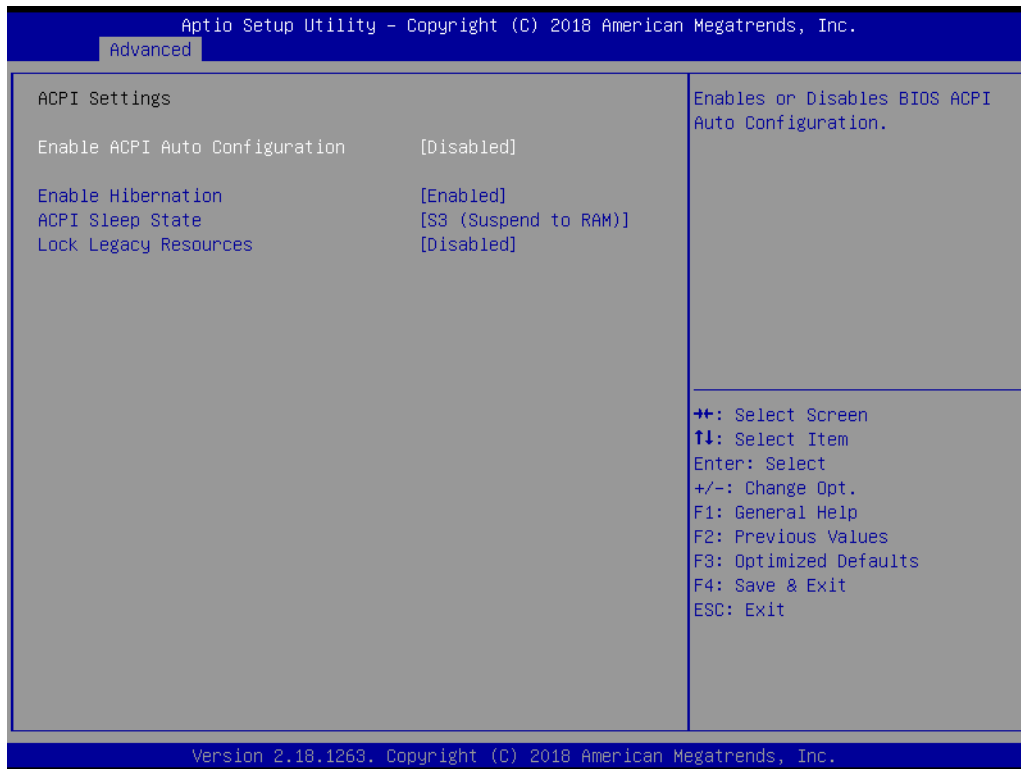 Aptio Setup Utility – Copyright (C) 2018 American Megatrends, Inc.
Advanced
ACPI Settings
Enable ACPI Auto Configuration [Disabled]
Enable Hibernation [Enabled]
ACPI Sleep State [S3 (Suspend to RAM)]
Lock Legacy Resources [Disabled]
Enables or Disables BIOS ACPI
Auto Configuration.
→←: Select Screen
↑↓: Select Item
Enter: Select
+/-: Change Opt.
F1: General Help
F2: Previous Values
F3: Optimized Defaults
F4: Save & Exit
ESC: Exit
Version 2.18.1263. Copyright (C) 2018 American Megatrends, Inc.